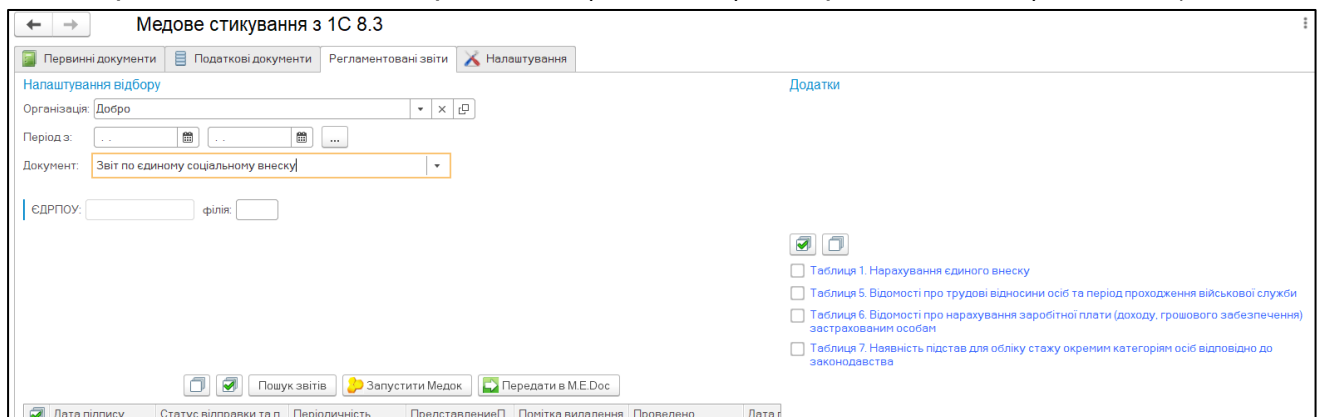 Медове стикування з 1С 8.3
Первинні документи Податкові документи Регламентовані звіти Налаштування
Налаштування відбору Додатки
Організація: Добро
Період з: . . . . ...
Документ: Звіт по єдиному соціальному внеску
ЄДРПОУ: філія:
Таблиця 1. Нарахування єдиного внеску
Таблиця 5. Відомості про трудові відносини осіб та період проходження військової служби
Таблиця 6. Відомості про нарахування заробітної плати (доходу, грошового забезпечення)
застрахованим особам
Таблиця 7. Наявність підстав для обліку стажу окремим категоріям осіб відповідно до
законодавства
Пошук звітів Запустити Медок Передати в M.E.Doc
Дата підпису Статус відправки та п Періодичність ПредставлениеП Помітка видалення Проведено Дата